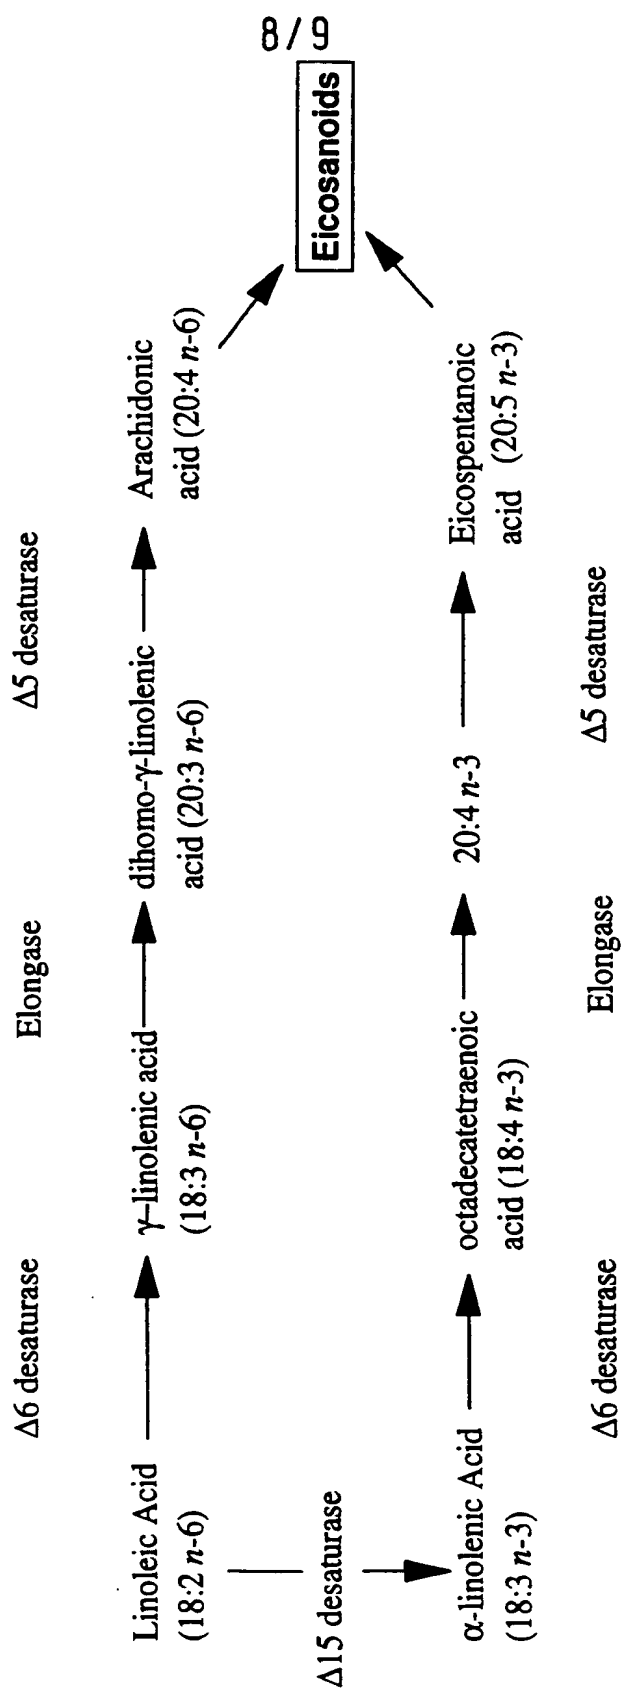 8/9
Δ6 desaturase
Elongase
Δ5 desaturase
Linoleic Acid
(18:2 n-6)
γ-linolenic acid
(18:3 n-6)
dihomo-γ-linolenic
acid (20:3 n-6)
Arachidonic
acid (20:4 n-6)
Δ15 desaturase
Eicosanoids
α-linolenic Acid
(18:3 n-3)
octadecatetraenoic
acid (18:4 n-3)
20:4 n-3
Eicospentanoic
acid (20:5 n-3)
Δ6 desaturase
Elongase
Δ5 desaturase